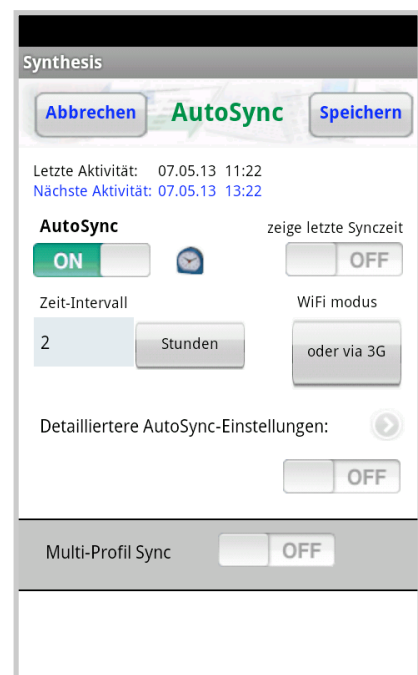 Synthesis
Abbrechen AutoSync Speichern
Letzte Aktivität: 07.05.13 11:22
Nächste Aktivität: 07.05.13 13:22
AutoSync zeige letzte Synczeit
ON OFF
Zeit-Intervall WiFi modus
2 Stunden oder via 3G
Detailliertere AutoSync-Einstellungen:
OFF
Multi-Profil Sync OFF